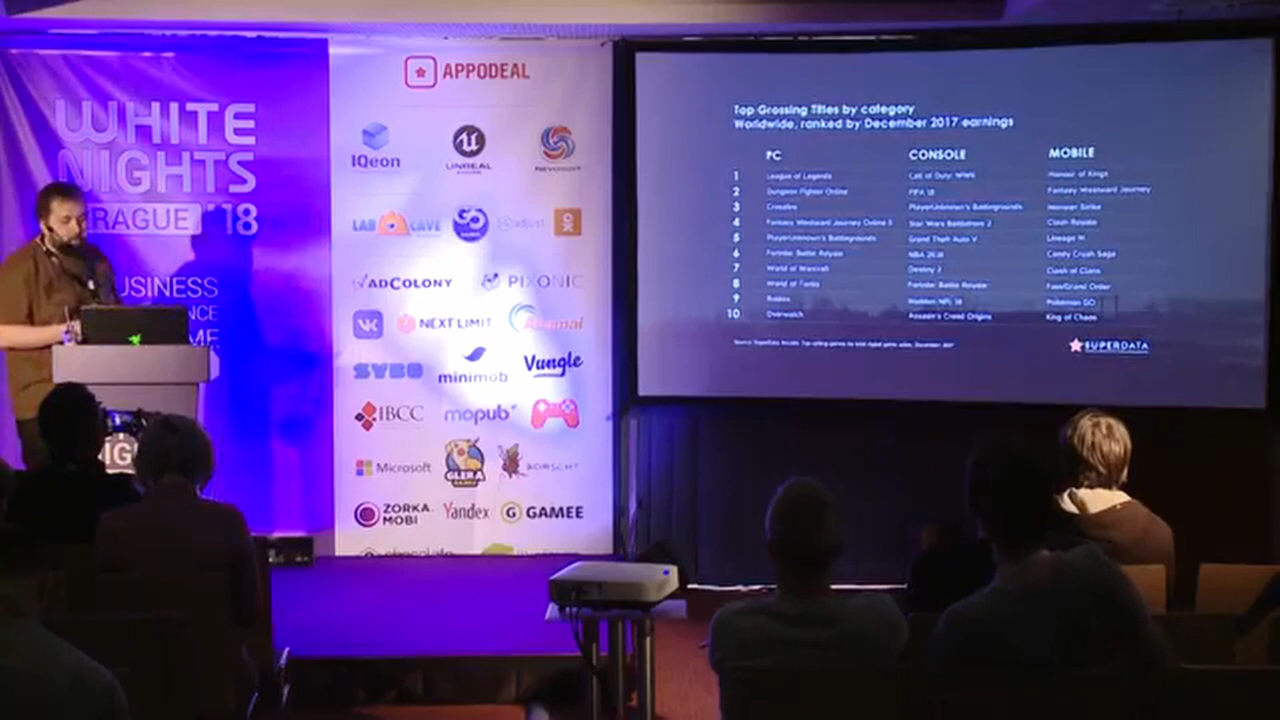 WHITE
NIGHTS
PRAGUE '18
BUSINESS
APPODEAL
IQeon
UNREAL
NEVOSOFT
LAB CAVE
adjust
ADCOLONY
PIXONIC
NEXT LIMIT
SYBO
minimob
Vungle
IBCC
mopub
Microsoft
GLERA
GAMES
BORSCHT
ZORKA.
MOBI
Yandex
G GAMEE
Top Grossing Titles by category
Worldwide, ranked by December 2017 earnings
PC CONSOLE MOBILE
1 League of Legends Call of Duty: WWII Honour of Kings
2 Dungeon Fighter Online FIFA 18 Fantasy Westward Journey
3 Crossfire PlayerUnknown's Battlegrounds Monster Strike
4 Fantasy Westward Journey Online II Star Wars Battlefront 2 Clash Royale
5 PlayerUnknown's Battlegrounds Grand Theft Auto V Lineage M
6 Fortnite: Battle Royale NBA 2K18 Candy Crush Saga
7 World of Warcraft Destiny 2 Clash of Clans
8 World of Tanks Fortnite: Battle Royale Fate/Grand Order
9 Roblox Madden NFL 18 Pokémon GO
10 Overwatch Assassin's Creed Origins King of Chaos
SUPERDATA